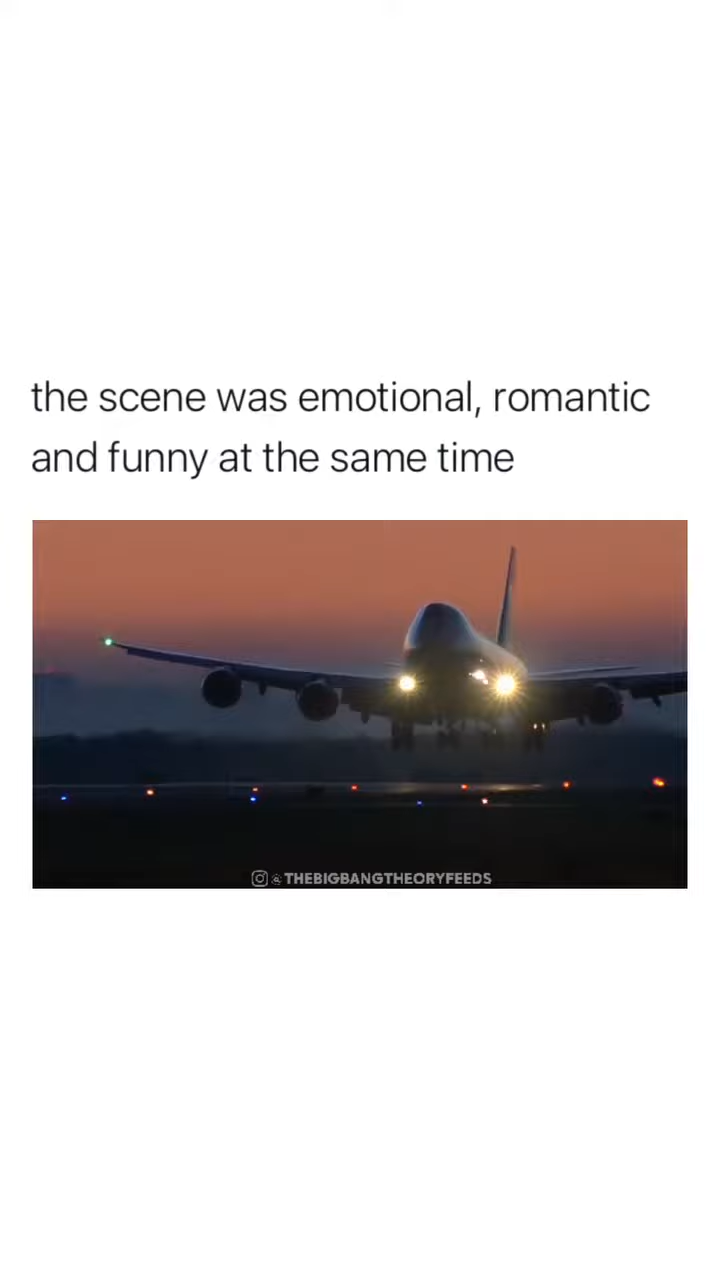 the scene was emotional, romantic
and funny at the same time
@THEBIGBANGTHEORYFEEDS